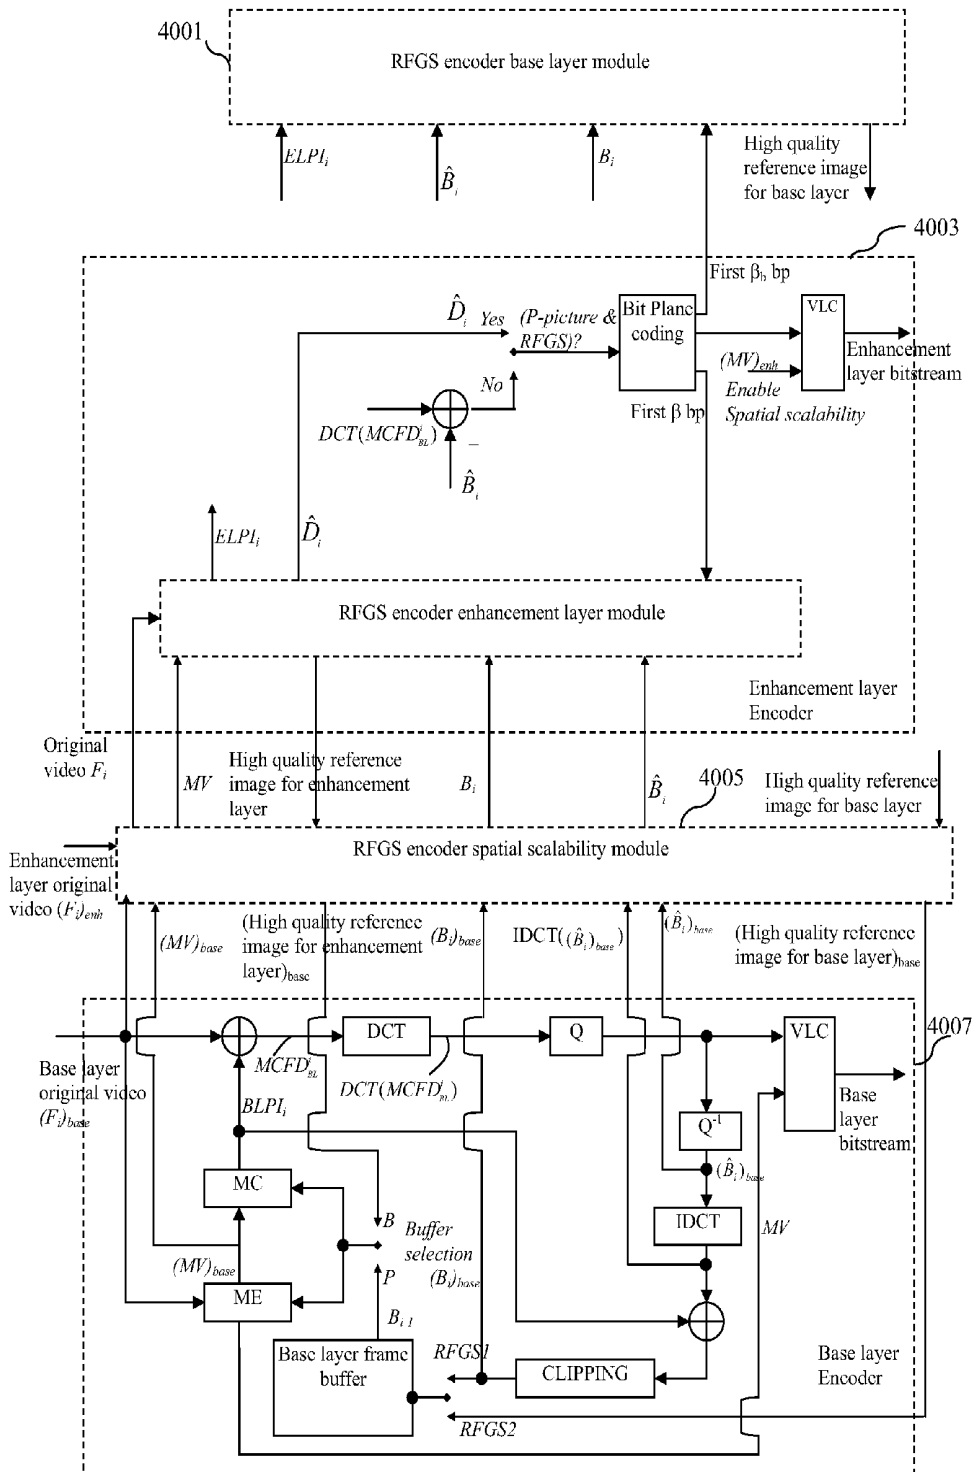 4001
RFGS encoder base layer module
ELPI_i
B̂_i
B_i
High quality
reference image
for base layer
4003
First β_b bp
D̂_i
Yes
(P-picture &
RFGS)?
Bit Plane
coding
VLC
Enhancement
layer bitstream
(MV)_enh
Enable
Spatial scalability
No
First β bp
DCT(MCFD^i_BL)
–
B̂_i
ELPI_i
D̂_i
RFGS encoder enhancement layer module
Enhancement layer
Encoder
Original
video F_i
MV
High quality reference
image for enhancement
layer
B_i
B̂_i
4005
High quality reference
image for base layer
RFGS encoder spatial scalability module
Enhancement
layer original
video (F_i)_enh
(MV)_base
(High quality reference
image for enhancement
layer)_base
(B_i)_base
IDCT((B̂_i)_base)
(B̂_i)_base
(High quality reference
image for base layer)_base
4007
DCT
Q
VLC
MCFD^i_BL
DCT(MCFD^i_BL)
Base layer
original video
(F_i)_base
BLPI_i
Base
layer
bitstream
Q^-1
(B̂_i)_base
MC
IDCT
MV
B
Buffer
selection
(B_i)_base
(MV)_base
P
ME
B_i-1
Base layer frame
buffer
RFGS1
CLIPPING
RFGS2
Base layer
Encoder